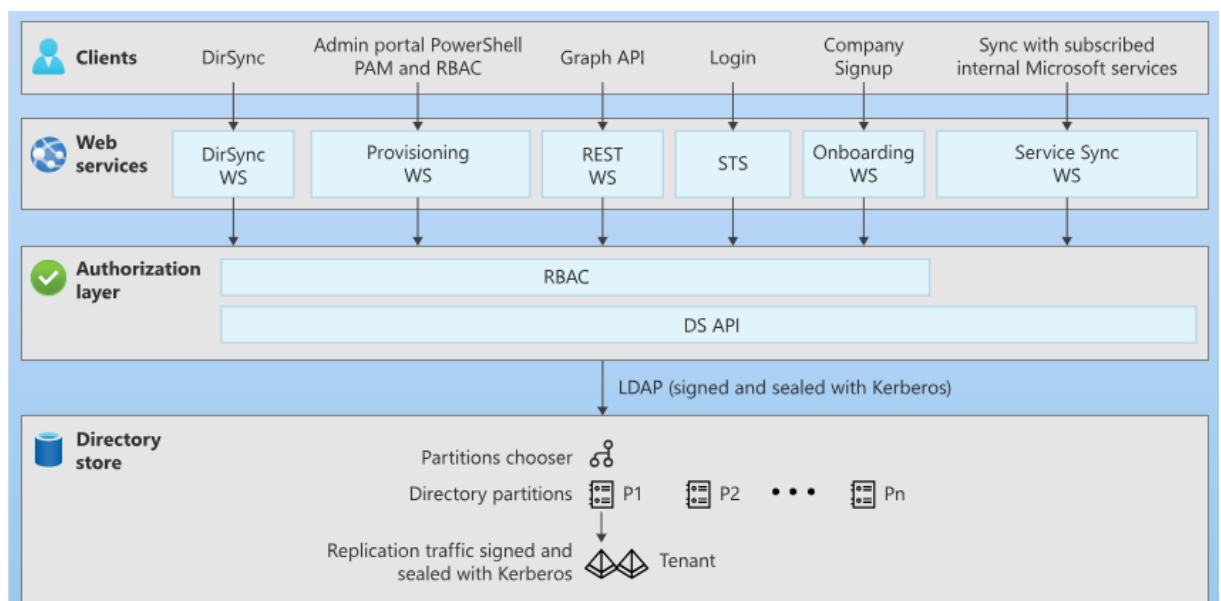 Clients
DirSync
Admin portal PowerShell
PAM and RBAC
Graph API
Login
Company
Signup
Sync with subscribed
internal Microsoft services
Web
services
DirSync
WS
Provisioning
WS
REST
WS
STS
Onboarding
WS
Service Sync
WS
Authorization
layer
RBAC
DS API
LDAP (signed and sealed with Kerberos)
Directory
store
Partitions chooser
Directory partitions
P1
P2
Pn
Replication traffic signed and
sealed with Kerberos
Tenant